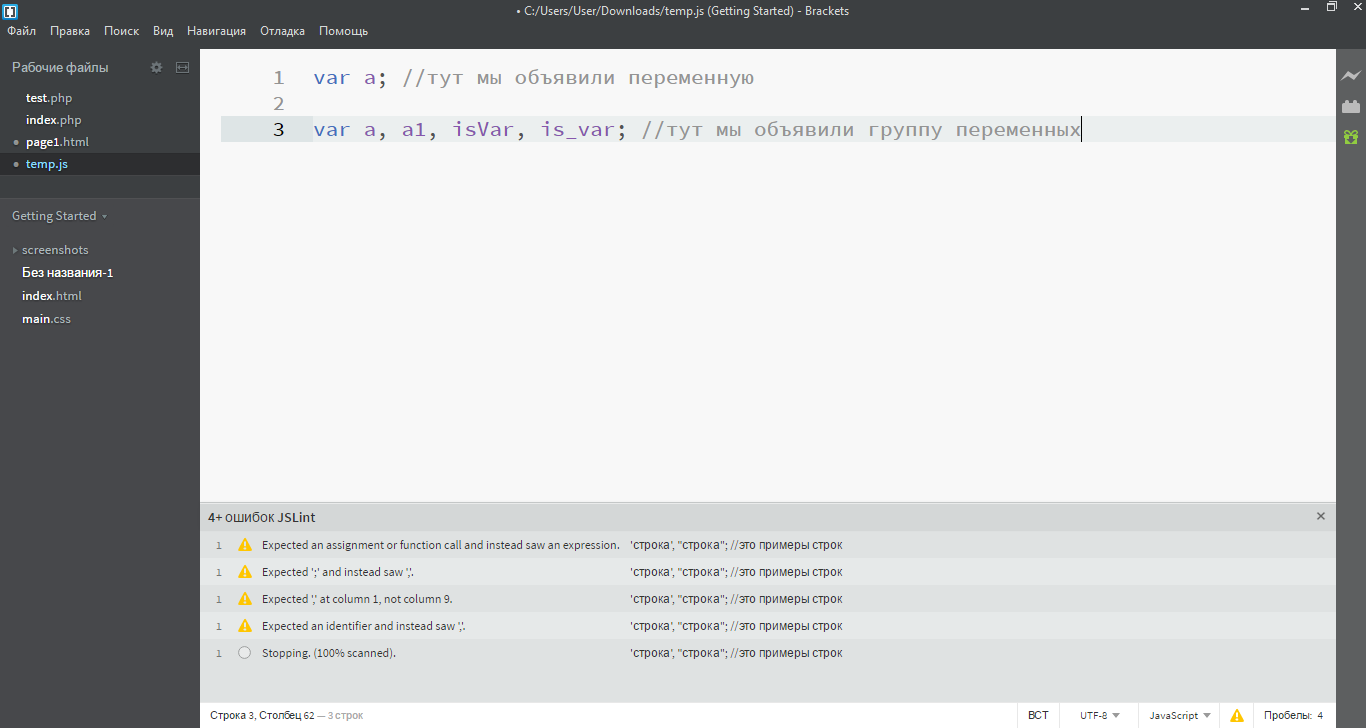 • C:/Users/User/Downloads/temp.js (Getting Started) - Brackets
Файл Правка Поиск Вид Навигация Отладка Помощь
Рабочие файлы
test.php
index.php
• page1.html
• temp.js
Getting Started
screenshots
Без названия-1
index.html
main.css
1 var a; //тут мы объявили переменную
2
3 var a, a1, isVar, is_var; //тут мы объявили группу переменных
4+ ошибок JSLint
1 Expected an assignment or function call and instead saw an expression. 'строка', "строка"; //это примеры строк
1 Expected ';' and instead saw ','. 'строка', "строка"; //это примеры строк
1 Expected ',' at column 1, not column 9. 'строка', "строка"; //это примеры строк
1 Expected an identifier and instead saw ','. 'строка', "строка"; //это примеры строк
1 Stopping. (100% scanned). 'строка', "строка"; //это примеры строк
Строка 3, Столбец 62 — 3 строк ВСТ UTF-8 JavaScript Пробелы: 4